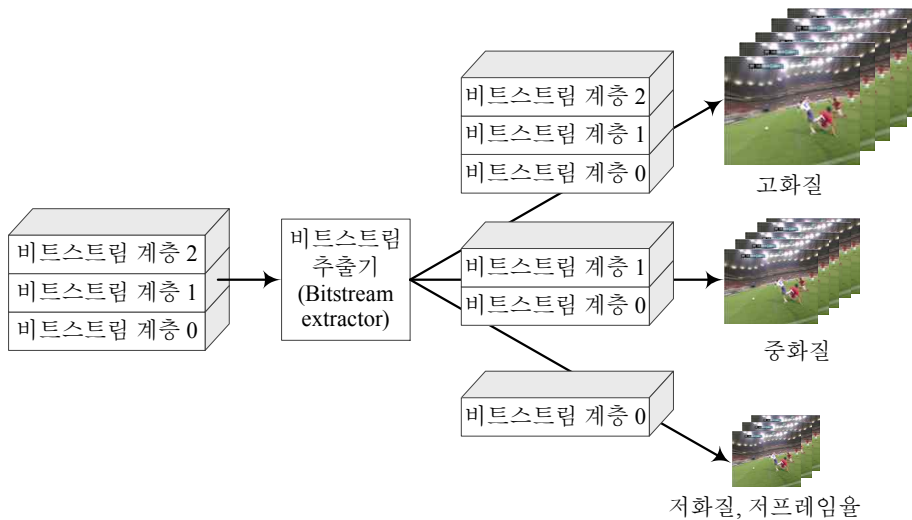 비트스트림 계층 2
비트스트림 계층 1
비트스트림 계층 0
비트스트림
추출기
(Bitstream
extractor)
비트스트림 계층 2
비트스트림 계층 1
비트스트림 계층 0
고화질
비트스트림 계층 1
비트스트림 계층 0
중화질
비트스트림 계층 0
저화질, 저프레임율